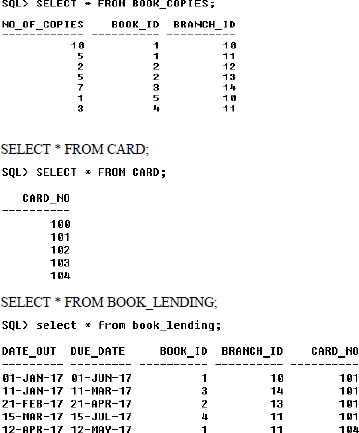 SQL> SELECT * FROM BOOK_COPIES;
NO_OF_COPIES BOOK_ID BRANCH_ID
------------ ---------- ----------
10 1 10
5 1 11
2 2 12
5 2 13
7 3 14
1 5 10
3 4 11
SELECT * FROM CARD;
SQL> SELECT * FROM CARD;
CARD_NO
----------
100
101
102
103
104
SELECT * FROM BOOK_LENDING;
SQL> select * from book_lending;
DATE_OUT DUE_DATE BOOK_ID BRANCH_ID CARD_NO
--------- --------- ---------- ---------- ----------
01-JAN-17 01-JUN-17 1 10 101
11-JAN-17 11-MAR-17 3 14 101
21-FEB-17 21-APR-17 2 13 101
15-MAR-17 15-JUL-17 4 11 101
12-APR-17 12-MAY-17 1 11 104